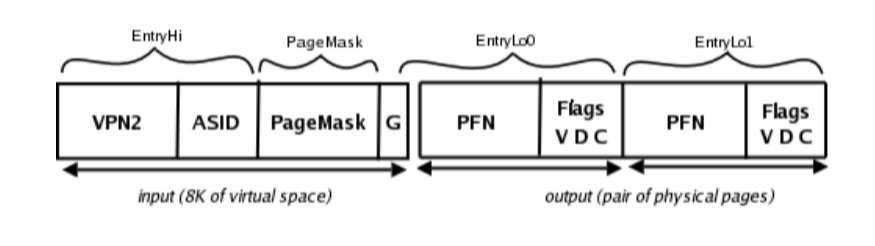 EntryHi PageMask EntryLo0 EntryLo1
VPN2 ASID PageMask G PFN Flags V D C PFN Flags V D C
input (8K of virtual space) output (pair of physical pages)